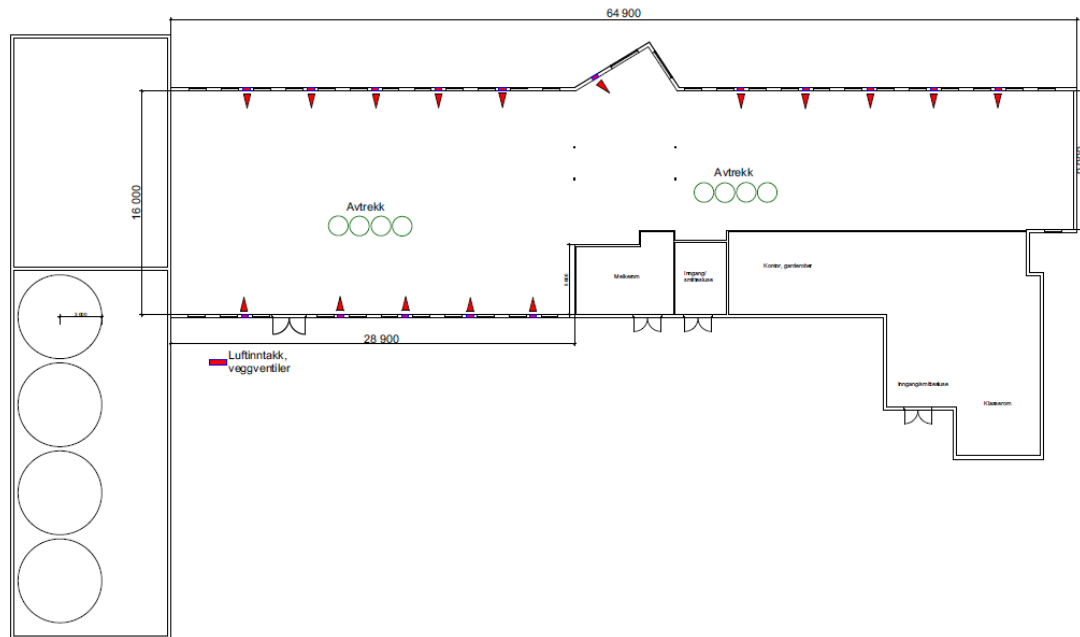 64 900
16 000
Avtrekk
Avtrekk
Melkerom
Inngang/
smittesluse
Kontor, garderober
28 900
Luftinntakk,
veggventiler
Inngang/smittesluse
Klasserom